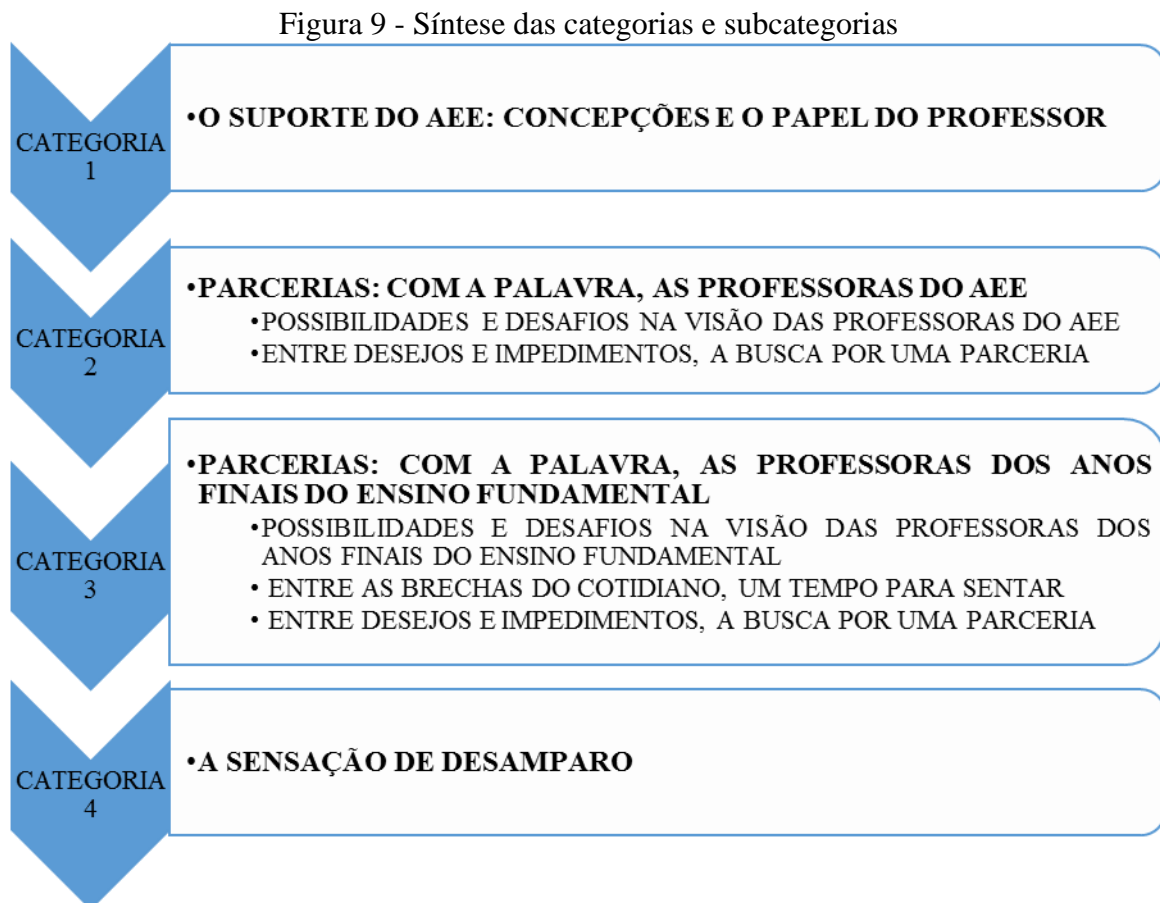 Figura 9 - Síntese das categorias e subcategorias
CATEGORIA
1
•O SUPORTE DO AEE: CONCEPÇÕES E O PAPEL DO PROFESSOR
CATEGORIA
2
•PARCERIAS: COM A PALAVRA, AS PROFESSORAS DO AEE
•POSSIBILIDADES E DESAFIOS NA VISÃO DAS PROFESSORAS DO AEE
•ENTRE DESEJOS E IMPEDIMENTOS, A BUSCA POR UMA PARCERIA
CATEGORIA
3
•PARCERIAS: COM A PALAVRA, AS PROFESSORAS DOS ANOS
FINAIS DO ENSINO FUNDAMENTAL
•POSSIBILIDADES E DESAFIOS NA VISÃO DAS PROFESSORAS DOS
ANOS FINAIS DO ENSINO FUNDAMENTAL
• ENTRE AS BRECHAS DO COTIDIANO, UM TEMPO PARA SENTAR
• ENTRE DESEJOS E IMPEDIMENTOS, A BUSCA POR UMA PARCERIA
CATEGORIA
4
•A SENSAÇÃO DE DESAMPARO